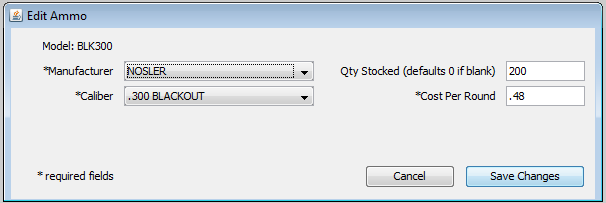 Edit Ammo
Model: BLK300
*Manufacturer NOSLER Qty Stocked (defaults 0 if blank) 200
*Caliber .300 BLACKOUT *Cost Per Round .48
* required fields Cancel Save Changes